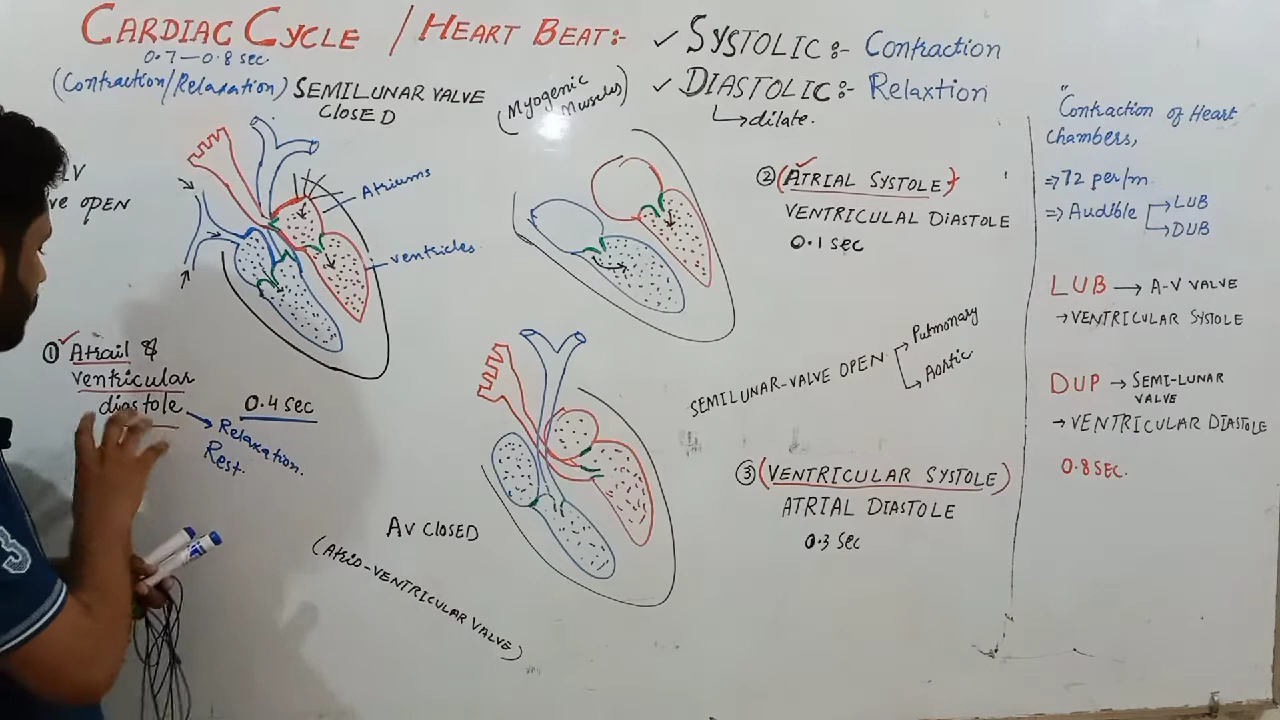 CARDIAC CYCLE / HEART BEAT:-
0.7—0.8 sec
(Contraction/Relaxation)
SEMILUNAR VALVE
CLOSED
(Myogenic
Muscles)
✓ SYSTOLIC :- Contraction
✓ DIASTOLIC :- Relaxtion
↳dilate.
V
ve OPEN
Atriums
ventricles
① ✓Atrail &
ventricular
diastole
0.4 sec
Relaxation.
Rest.
② (ATRIAL SYSTOLE)
VENTRICULAL DIASTOLE
0.1 sec
SEMILUNAR-VALVE OPEN
→Pulmonary
→Aortic.
③ (VENTRICULAR SYSTOLE)
ATRIAL DIASTOLE
0.3 sec
AV CLOSED
(Atrio-VENTRICULAR VALVE)
"Contraction of Heart
Chambers,
⇒72 per/m.
⇒ Audible →LUB
→DUB
LUB → A-V VALVE
→VENTRICULAR SYSTOLE
DUP → SEMI-LUNAR
VALVE
→VENTRICULAR DIASTOLE
0.8 SEC.